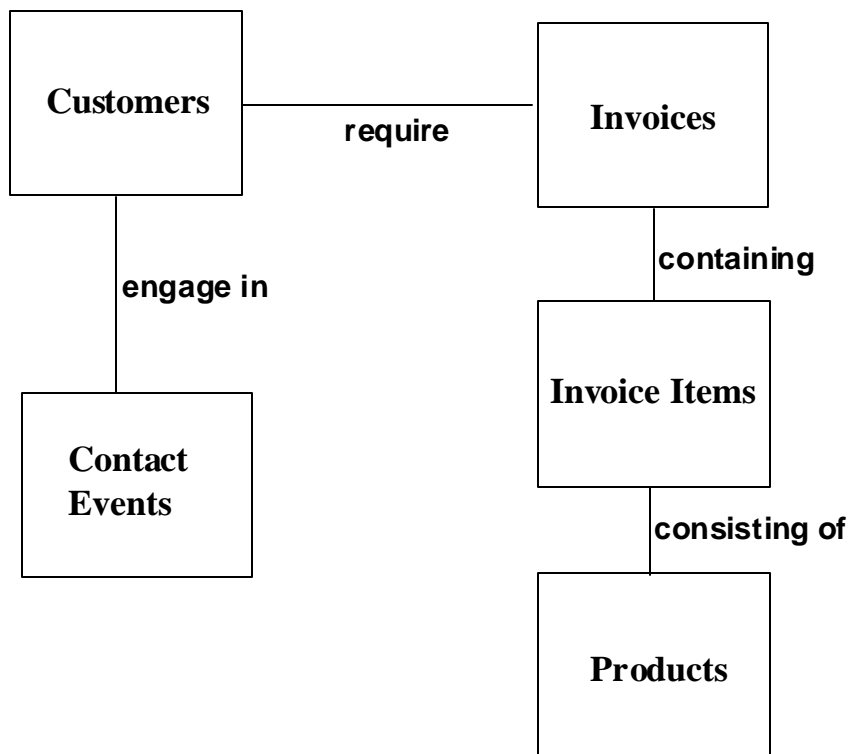 Customers
require
Invoices
engage in
containing
Contact
Events
Invoice Items
consisting of
Products